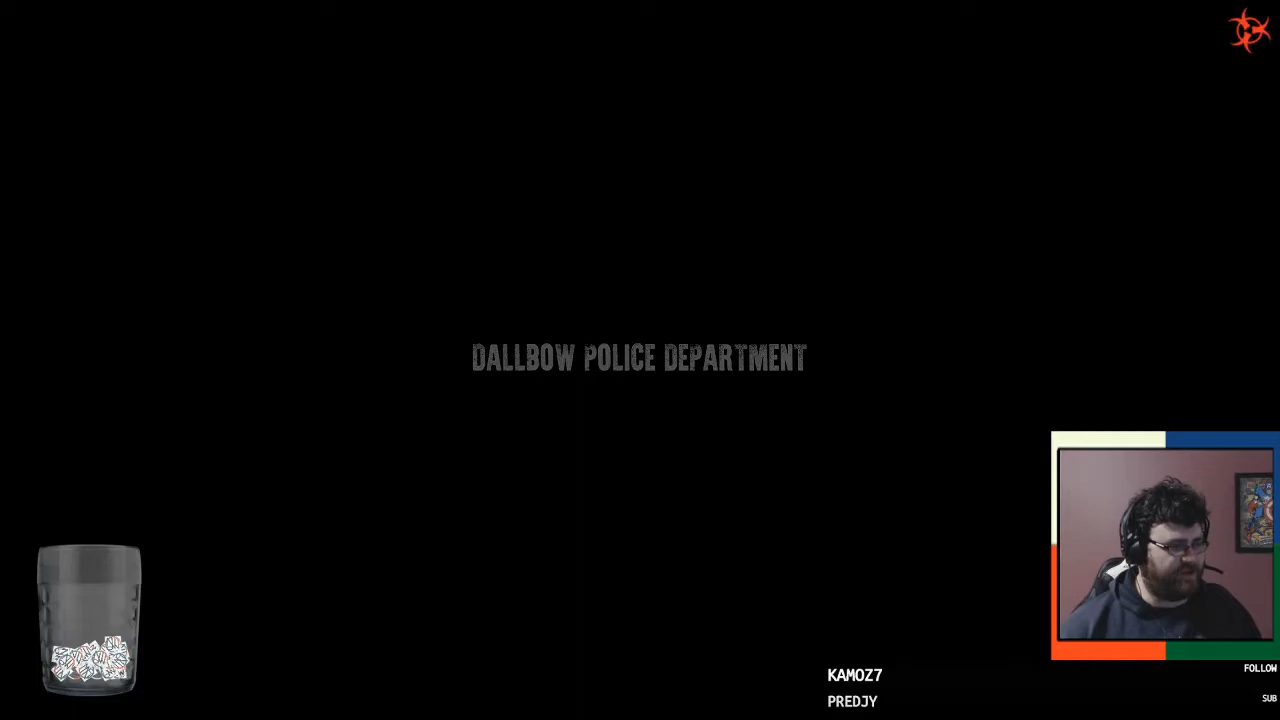 DALLBOW POLICE DEPARTMENT
KAMOZ7
FOLLOW
PREDJY
SUB